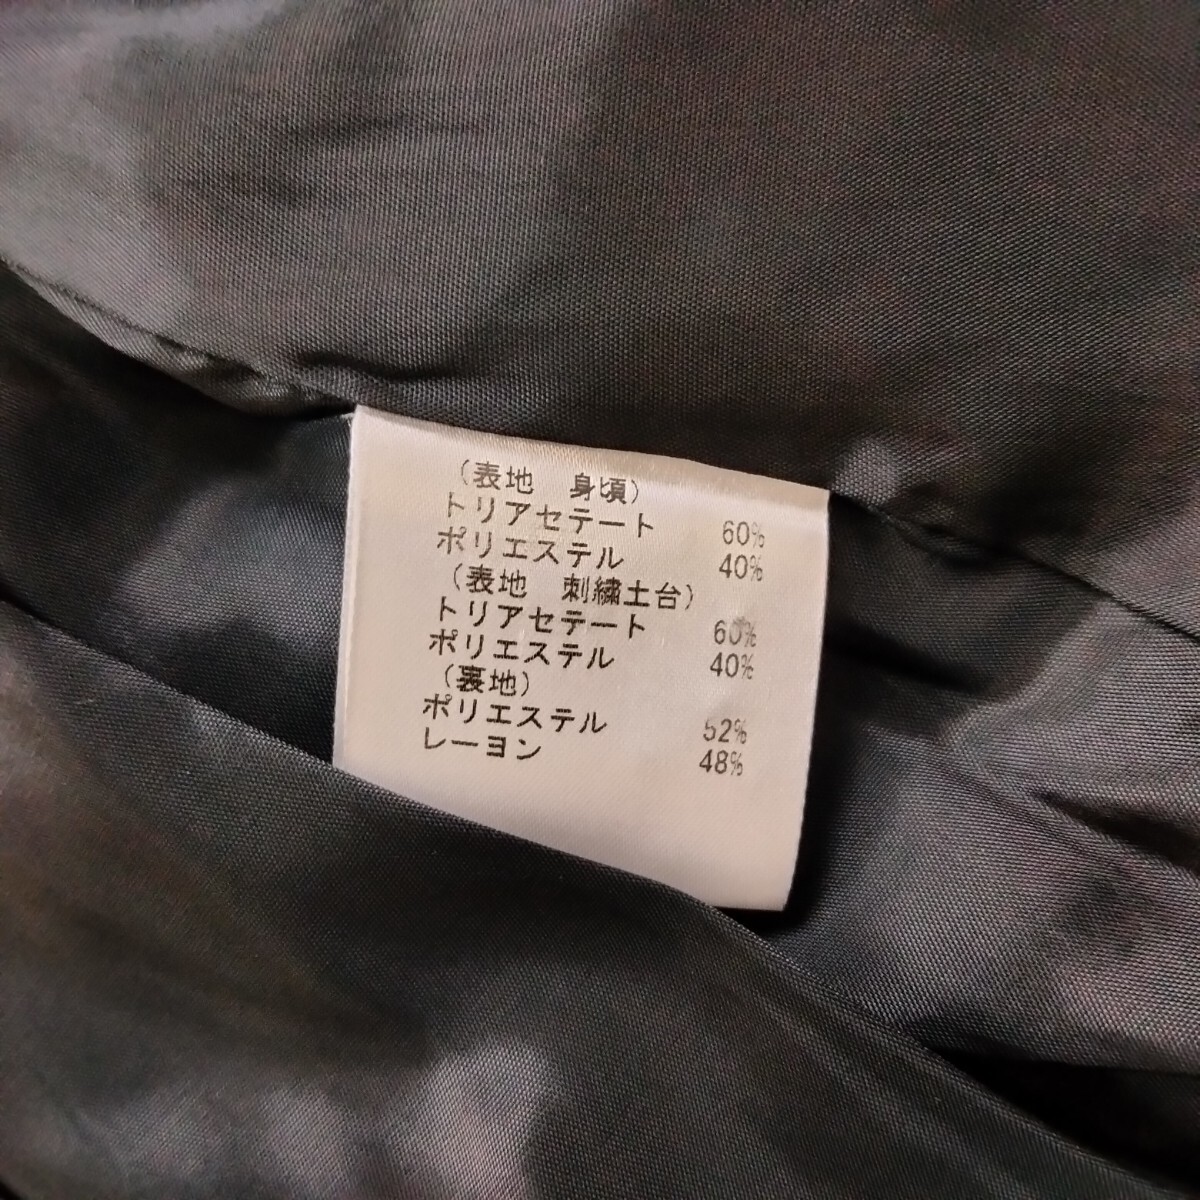 （表地　身頃）
トリアセテート 60%
ポリエステル 40%
（表地　刺繍土台）
トリアセテート 60%
ポリエステル 40%
（裏地）
ポリエステル 52%
レーヨン 48%